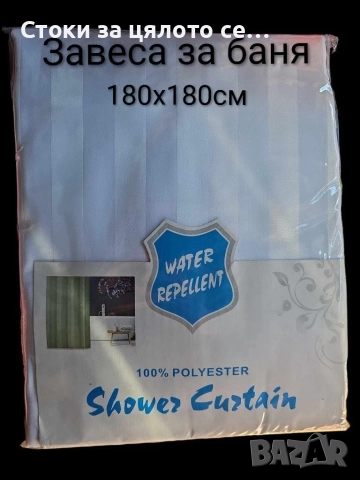 Стоки за цялото се...
Завеса за баня
180x180см
WATER
REPELLENT
100% POLYESTER
Shower Curtain
BAZAR